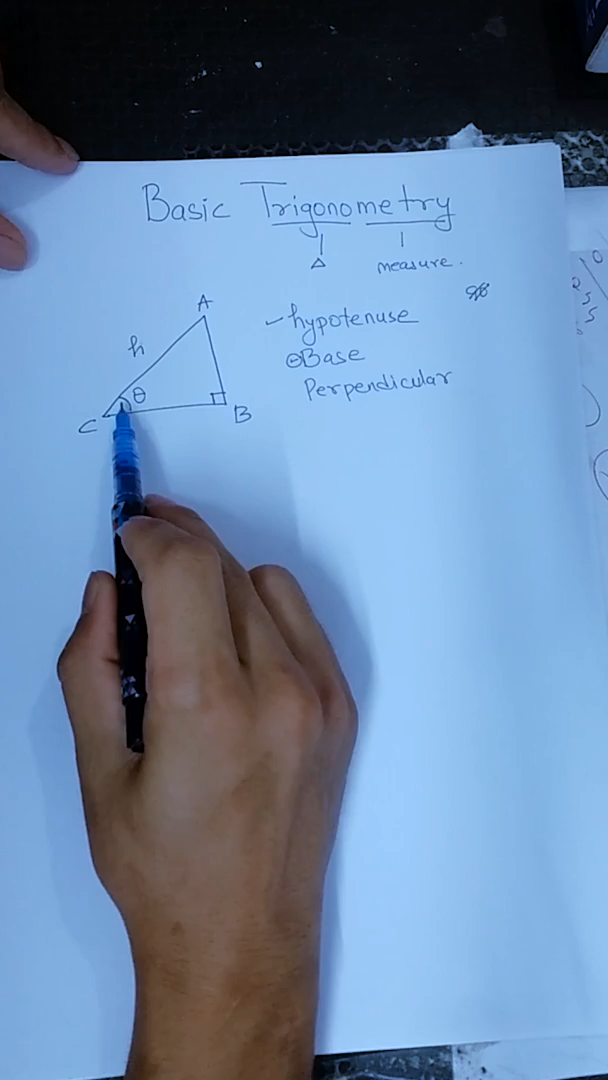 Basic Trigonometry
△ measure.
A
h
θ
C
B
hypotenuse
Base
Perpendicular